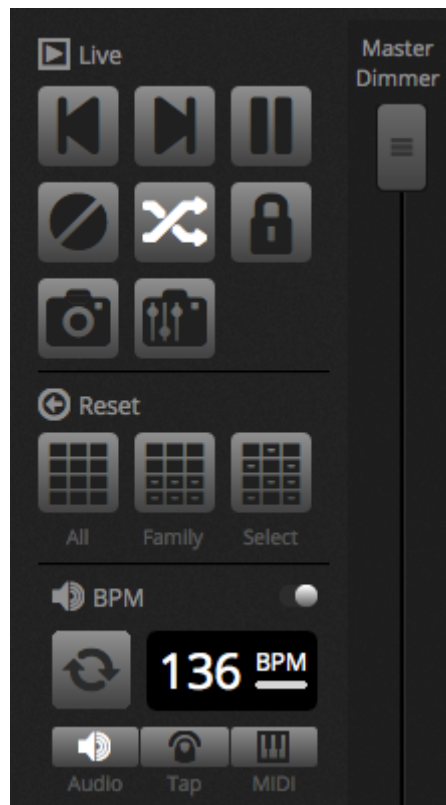 Live
Master
Dimmer
Reset
All Family Select
BPM
136 BPM
Audio Tap MIDI